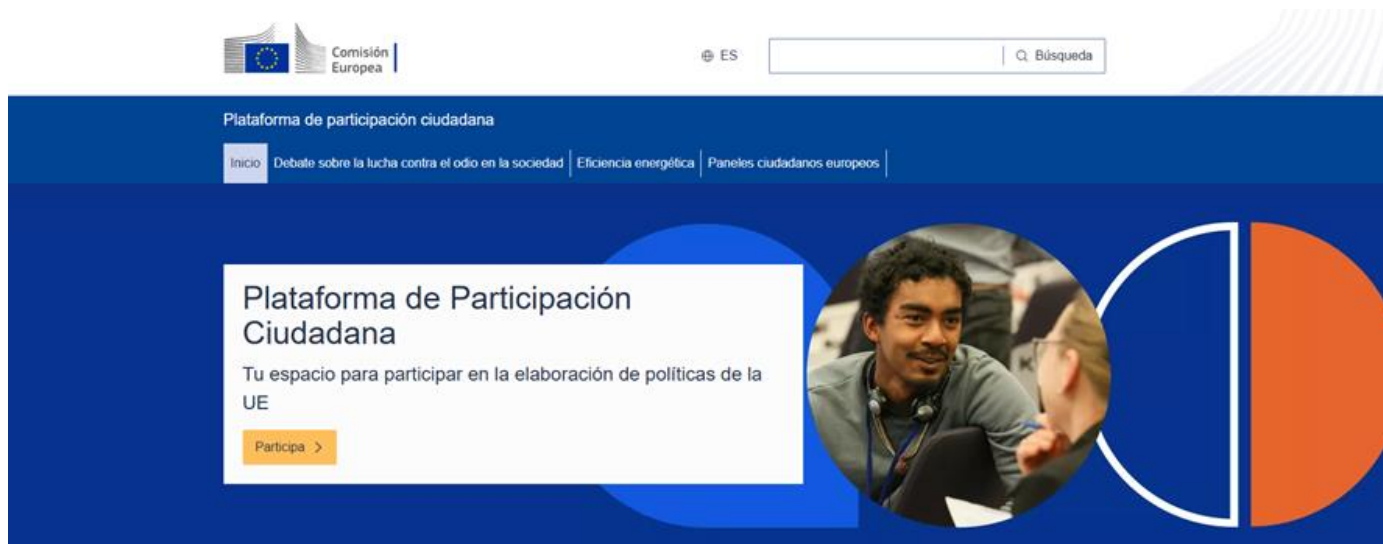 Comisión
Europea
ES
Búsqueda
Plataforma de participación ciudadana
Inicio
Debate sobre la lucha contra el odio en la sociedad
Eficiencia energética
Paneles ciudadanos europeos
Plataforma de Participación
Ciudadana
Tu espacio para participar en la elaboración de políticas de la
UE
Participa